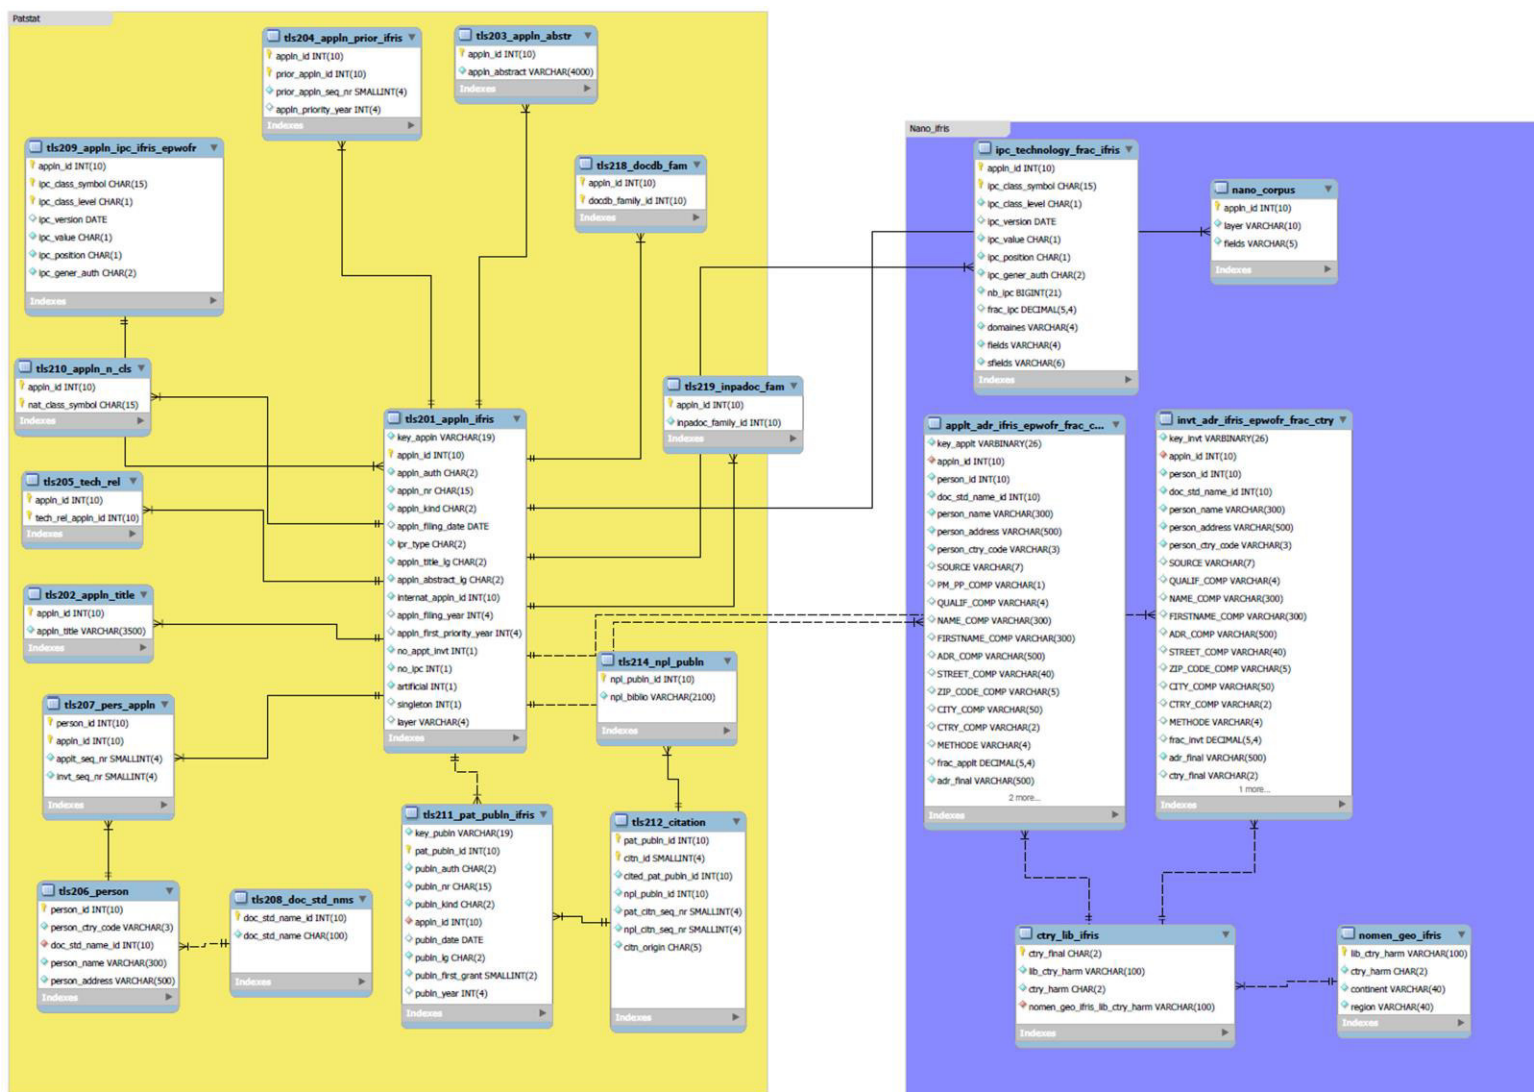 Patstat
tls204_appln_prior_ifris
appln_id INT(10)
prior_appln_id INT(10)
prior_appln_seq_nr SMALLINT(4)
appln_priority_year INT(4)
Indexes
tls203_appln_abstr
appln_id INT(10)
appln_abstract VARCHAR(4000)
Indexes
tls209_appln_ipc_ifris_epwofr
appln_id INT(10)
ipc_class_symbol CHAR(15)
ipc_class_level CHAR(1)
ipc_version DATE
ipc_value CHAR(1)
ipc_position CHAR(1)
ipc_gener_auth CHAR(2)
Indexes
tls218_docdb_fam
appln_id INT(10)
docdb_family_id INT(10)
Indexes
tls210_appln_n_cls
appln_id INT(10)
nat_class_symbol CHAR(15)
Indexes
tls219_inpadoc_fam
appln_id INT(10)
inpadoc_family_id INT(10)
Indexes
tls201_appln_ifris
key_appln VARCHAR(19)
appln_id INT(10)
appln_auth CHAR(2)
appln_nr CHAR(15)
appln_kind CHAR(2)
appln_filing_date DATE
ipr_type CHAR(2)
appln_title_lg CHAR(2)
appln_abstract_lg CHAR(2)
internat_appln_id INT(10)
appln_filing_year INT(4)
appln_first_priority_year INT(4)
no_appt_invt INT(1)
no_ipc INT(1)
artificial INT(1)
singleton INT(1)
layer VARCHAR(4)
Indexes
tls205_tech_rel
appln_id INT(10)
tech_rel_appln_id INT(10)
Indexes
tls202_appln_title
appln_id INT(10)
appln_title VARCHAR(3500)
Indexes
tls214_npl_publn
npl_publn_id INT(10)
npl_biblio VARCHAR(2100)
Indexes
tls207_pers_appln
person_id INT(10)
appln_id INT(10)
applt_seq_nr SMALLINT(4)
invt_seq_nr SMALLINT(4)
Indexes
tls211_pat_publn_ifris
key_publn VARCHAR(19)
pat_publn_id INT(10)
publn_auth CHAR(2)
publn_nr CHAR(15)
publn_kind CHAR(2)
appln_id INT(10)
publn_date DATE
publn_lg CHAR(2)
publn_first_grant SMALLINT(2)
publn_year INT(4)
Indexes
tls212_citation
pat_publn_id INT(10)
citn_id SMALLINT(4)
cited_pat_publn_id INT(10)
npl_publn_id INT(10)
pat_citn_seq_nr SMALLINT(4)
npl_citn_seq_nr SMALLINT(4)
citn_origin CHAR(5)
Indexes
tls206_person
person_id INT(10)
person_ctry_code VARCHAR(3)
doc_std_name_id INT(10)
person_name VARCHAR(300)
person_address VARCHAR(500)
Indexes
tls208_doc_std_nms
doc_std_name_id INT(10)
doc_std_name CHAR(100)
Indexes
Nano_ifris
ipc_technology_frac_ifris
appln_id INT(10)
ipc_class_symbol CHAR(15)
ipc_class_level CHAR(1)
ipc_version DATE
ipc_value CHAR(1)
ipc_position CHAR(1)
ipc_gener_auth CHAR(2)
nb_ipc BIGINT(21)
frac_ipc DECIMAL(5,4)
domaines VARCHAR(4)
fields VARCHAR(4)
sfields VARCHAR(6)
Indexes
nano_corpus
appln_id INT(10)
layer VARCHAR(10)
fields VARCHAR(5)
Indexes
applt_adr_ifris_epwofr_frac_c...
key_applt VARBINARY(26)
appln_id INT(10)
person_id INT(10)
doc_std_name_id INT(10)
person_name VARCHAR(300)
person_address VARCHAR(500)
person_ctry_code VARCHAR(3)
SOURCE VARCHAR(7)
PM_PP_COMP VARCHAR(1)
QUALIF_COMP VARCHAR(4)
NAME_COMP VARCHAR(300)
FIRSTNAME_COMP VARCHAR(300)
ADR_COMP VARCHAR(500)
STREET_COMP VARCHAR(40)
ZIP_CODE_COMP VARCHAR(5)
CITY_COMP VARCHAR(50)
CTRY_COMP VARCHAR(2)
METHODE VARCHAR(4)
frac_applt DECIMAL(5,4)
adr_final VARCHAR(500)
2 more...
Indexes
invt_adr_ifris_epwofr_frac_ctry
key_invt VARBINARY(26)
appln_id INT(10)
person_id INT(10)
doc_std_name_id INT(10)
person_name VARCHAR(300)
person_address VARCHAR(500)
person_ctry_code VARCHAR(3)
SOURCE VARCHAR(7)
QUALIF_COMP VARCHAR(4)
NAME_COMP VARCHAR(300)
FIRSTNAME_COMP VARCHAR(300)
ADR_COMP VARCHAR(500)
STREET_COMP VARCHAR(40)
ZIP_CODE_COMP VARCHAR(5)
CITY_COMP VARCHAR(50)
CTRY_COMP VARCHAR(2)
METHODE VARCHAR(4)
frac_invt DECIMAL(5,4)
adr_final VARCHAR(500)
ctry_final VARCHAR(2)
1 more...
Indexes
ctry_lib_ifris
ctry_final CHAR(2)
lib_ctry_harm VARCHAR(100)
ctry_harm CHAR(2)
nomen_geo_ifris_lib_ctry_harm VARCHAR(100)
Indexes
nomen_geo_ifris
lib_ctry_harm VARCHAR(100)
ctry_harm CHAR(2)
continent VARCHAR(40)
region VARCHAR(40)
Indexes